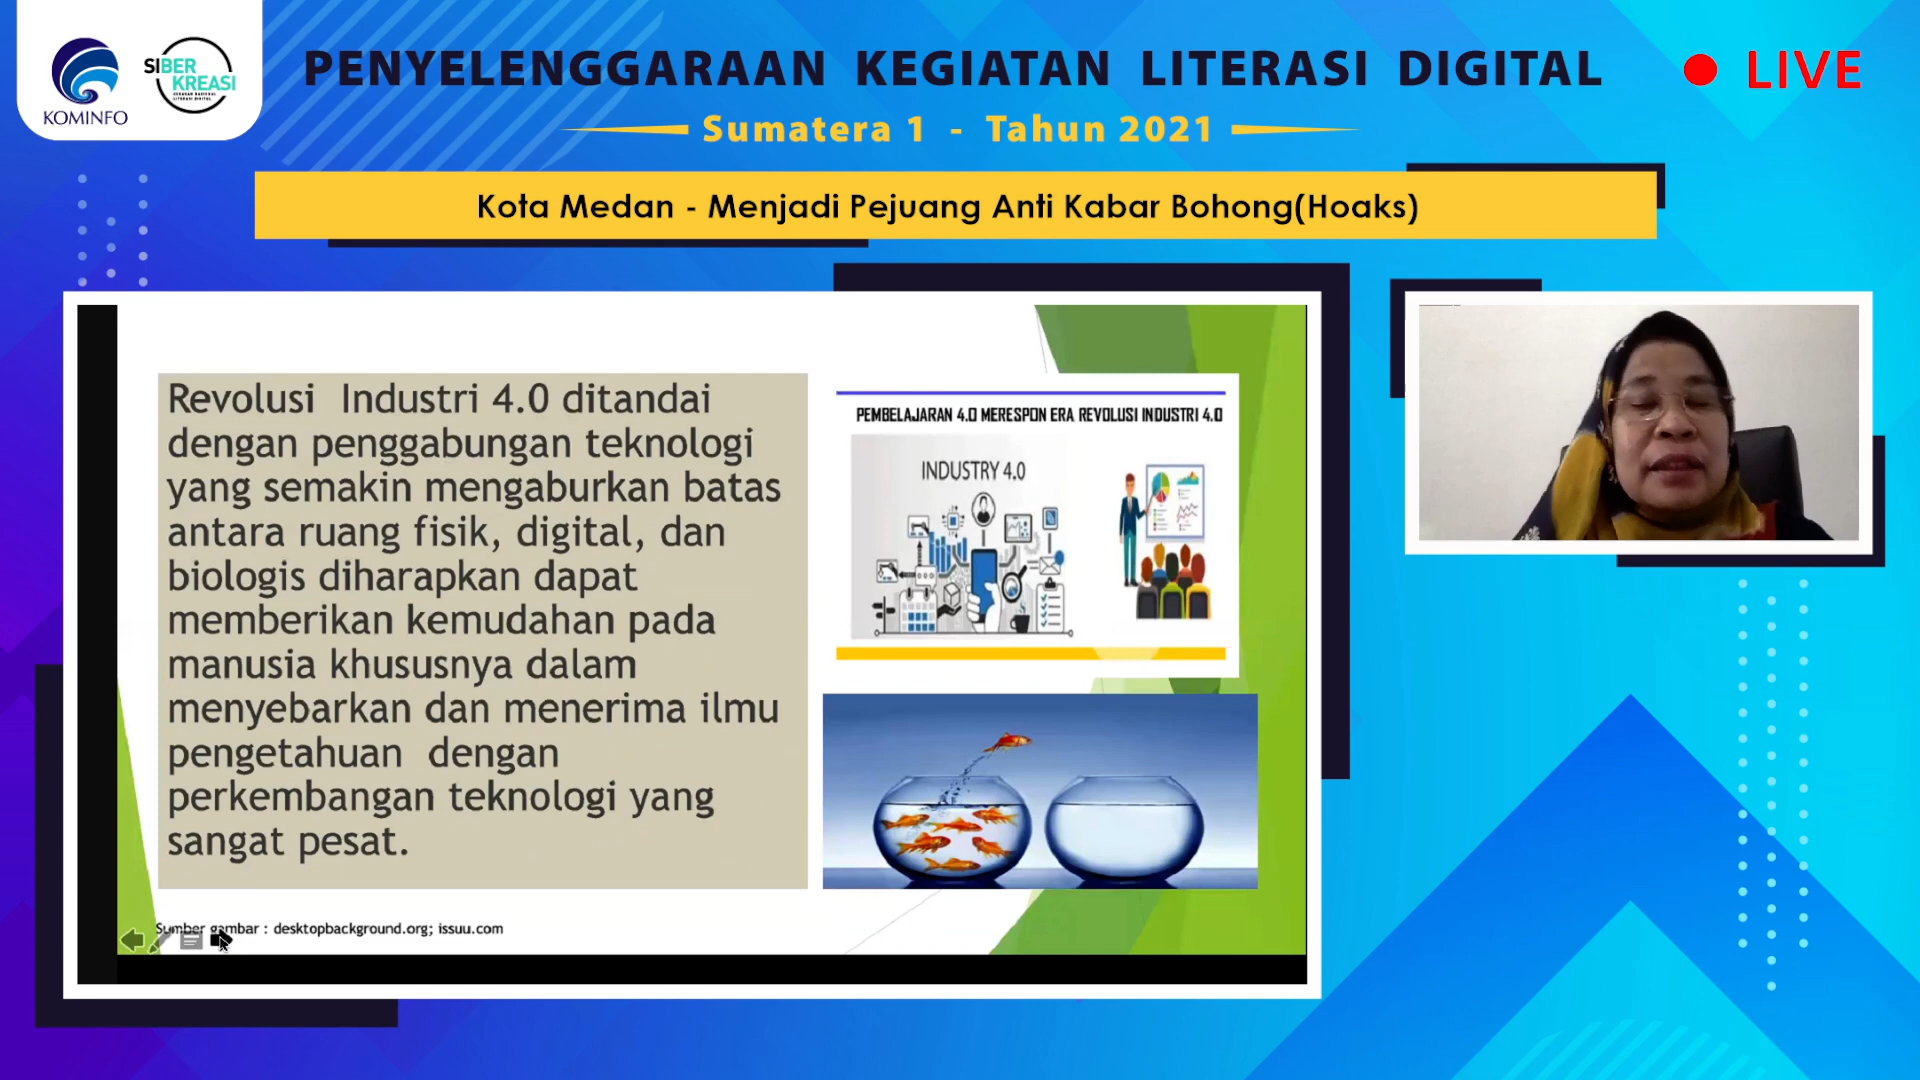 KOMINFO
SIBER
KREASI
PENYELENGGARAAN KEGIATAN LITERASI DIGITAL
LIVE
Sumatera 1 - Tahun 2021
Kota Medan - Menjadi Pejuang Anti Kabar Bohong(Hoaks)
Revolusi Industri 4.0 ditandai
dengan penggabungan teknologi
yang semakin mengaburkan batas
antara ruang fisik, digital, dan
biologis diharapkan dapat
memberikan kemudahan pada
manusia khususnya dalam
menyebarkan dan menerima ilmu
pengetahuan dengan
perkembangan teknologi yang
sangat pesat.
PEMBELAJARAN 4.0 MERESPON ERA REVOLUSI INDUSTRI 4.0
INDUSTRY 4.0
Sumber gambar : desktopbackground.org; issuu.com